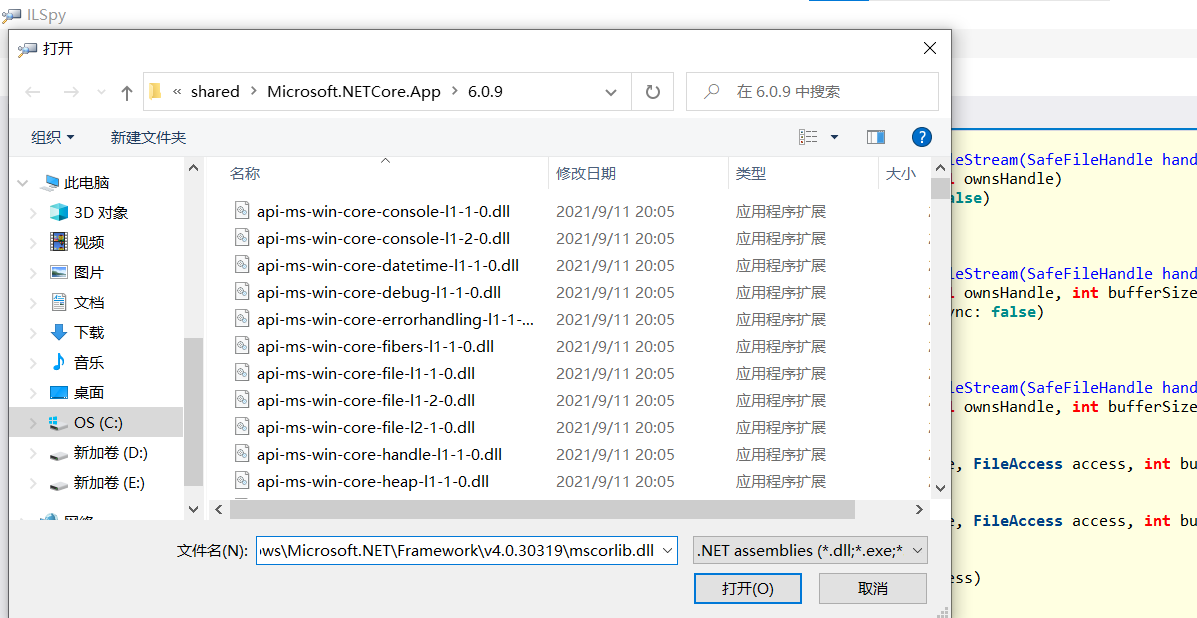 ILSpy
打开
« shared › Microsoft.NETCore.App › 6.0.9
在 6.0.9 中搜索
组织 新建文件夹
名称 修改日期 类型 大小
此电脑
3D 对象
视频
图片
文档
下载
音乐
桌面
OS (C:)
新加卷 (D:)
新加卷 (E:)
api-ms-win-core-console-l1-1-0.dll 2021/9/11 20:05 应用程序扩展
api-ms-win-core-console-l1-2-0.dll 2021/9/11 20:05 应用程序扩展
api-ms-win-core-datetime-l1-1-0.dll 2021/9/11 20:05 应用程序扩展
api-ms-win-core-debug-l1-1-0.dll 2021/9/11 20:05 应用程序扩展
api-ms-win-core-errorhandling-l1-1-... 2021/9/11 20:05 应用程序扩展
api-ms-win-core-fibers-l1-1-0.dll 2021/9/11 20:05 应用程序扩展
api-ms-win-core-file-l1-1-0.dll 2021/9/11 20:05 应用程序扩展
api-ms-win-core-file-l1-2-0.dll 2021/9/11 20:05 应用程序扩展
api-ms-win-core-file-l2-1-0.dll 2021/9/11 20:05 应用程序扩展
api-ms-win-core-handle-l1-1-0.dll 2021/9/11 20:05 应用程序扩展
api-ms-win-core-heap-l1-1-0.dll 2021/9/11 20:05 应用程序扩展
文件名(N): ows\Microsoft.NET\Framework\v4.0.30319\mscorlib.dll .NET assemblies (*.dll;*.exe;*
打开(O) 取消
eStream(SafeFileHandle hand
ownsHandle)
alse)
eStream(SafeFileHandle hand
ownsHandle, int bufferSize
nc: false)
eStream(SafeFileHandle hand
ownsHandle, int bufferSize
e, FileAccess access, int bu
e, FileAccess access, int bu
ess)